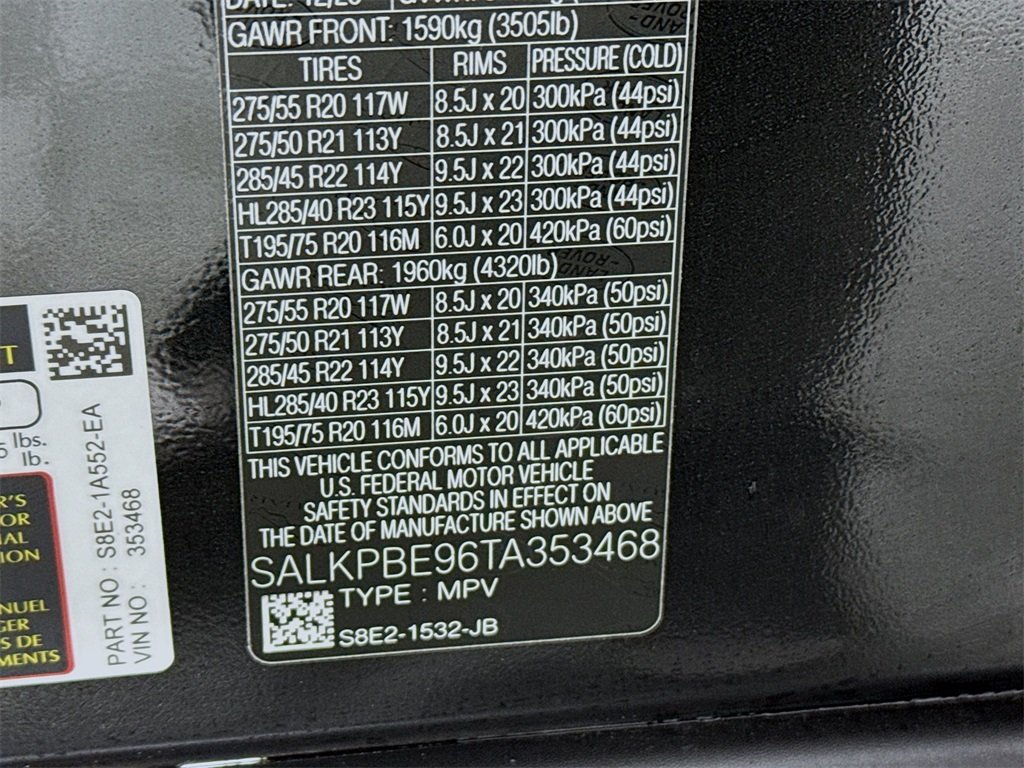 GAWR FRONT: 1590kg (3505lb)
TIRES RIMS PRESSURE (COLD)
275/55 R20 117W 8.5J x 20 300kPa (44psi)
275/50 R21 113Y 8.5J x 21 300kPa (44psi)
285/45 R22 114Y 9.5J x 22 300kPa (44psi)
HL285/40 R23 115Y 9.5J x 23 300kPa (44psi)
T195/75 R20 116M 6.0J x 20 420kPa (60psi)
GAWR REAR: 1960kg (4320lb)
275/55 R20 117W 8.5J x 20 340kPa (50psi)
275/50 R21 113Y 8.5J x 21 340kPa (50psi)
285/45 R22 114Y 9.5J x 22 340kPa (50psi)
HL285/40 R23 115Y 9.5J x 23 340kPa (50psi)
T195/75 R20 116M 6.0J x 20 420kPa (60psi)
THIS VEHICLE CONFORMS TO ALL APPLICABLE
U.S. FEDERAL MOTOR VEHICLE
SAFETY STANDARDS IN EFFECT ON
THE DATE OF MANUFACTURE SHOWN ABOVE
SALKPBE96TA353468
TYPE : MPV
S8E2-1532-JB
lbs.
lb.
PART NO : S8E2-1A552-EA
VIN NO : 353468